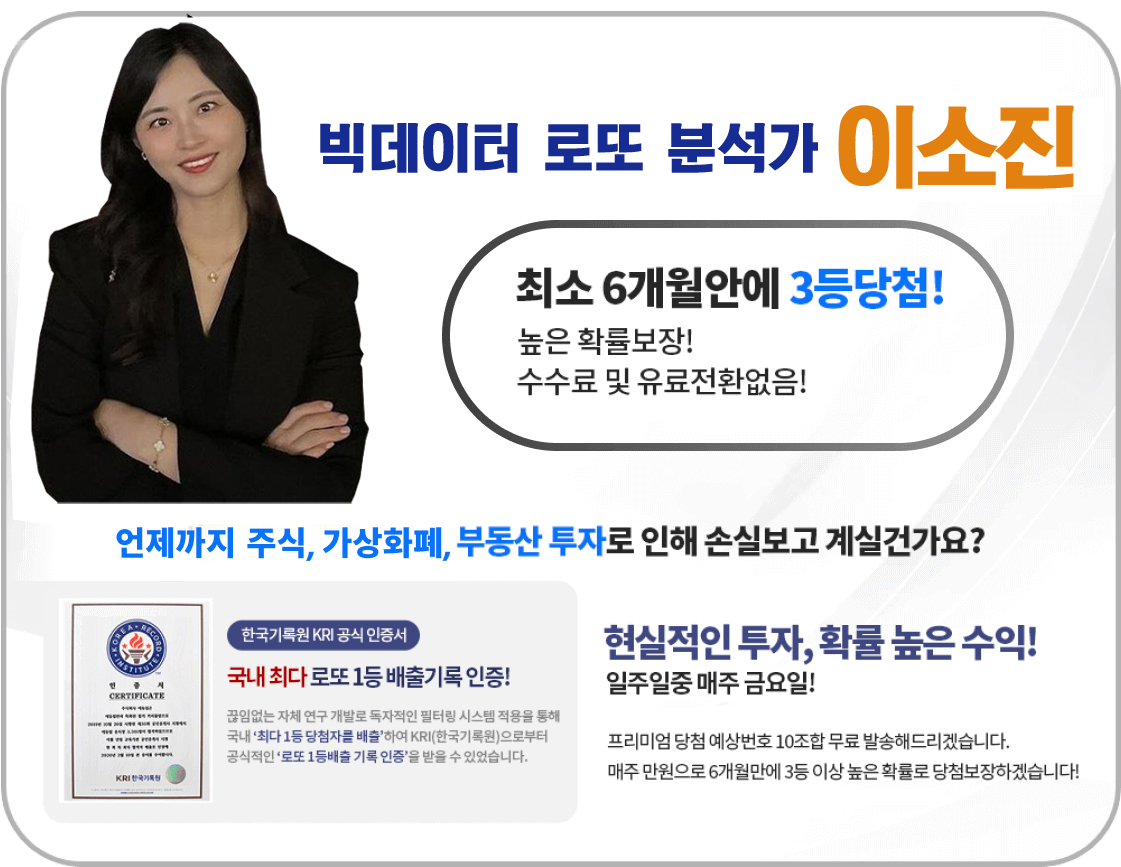 빅데이터 로또 분석가 이소진
최소 6개월안에 3등당첨!
높은 확률보장!
수수료 및 유료전환없음!
언제까지 주식, 가상화폐, 부동산 투자로 인해 손실보고 계실건가요?
KOREA RECORD INSTITUTE
인 증 서
CERTIFICATE
KRI 한국기록원
한국기록원 KRI 공식 인증서
국내 최다 로또 1등 배출기록 인증!
끊임없는 자체 연구 개발로 독자적인 필터링 시스템 적용을 통해
국내 ‘최다 1등 당첨자를 배출’하여 KRI(한국기록원)으로부터
공식적인 ‘로또 1등배출 기록 인증’을 받을 수 있었습니다.
현실적인 투자, 확률 높은 수익!
일주일중 매주 금요일!
프리미엄 당첨 예상번호 10조합 무료 발송해드리겠습니다.
매주 만원으로 6개월만에 3등 이상 높은 확률로 당첨보장하겠습니다!